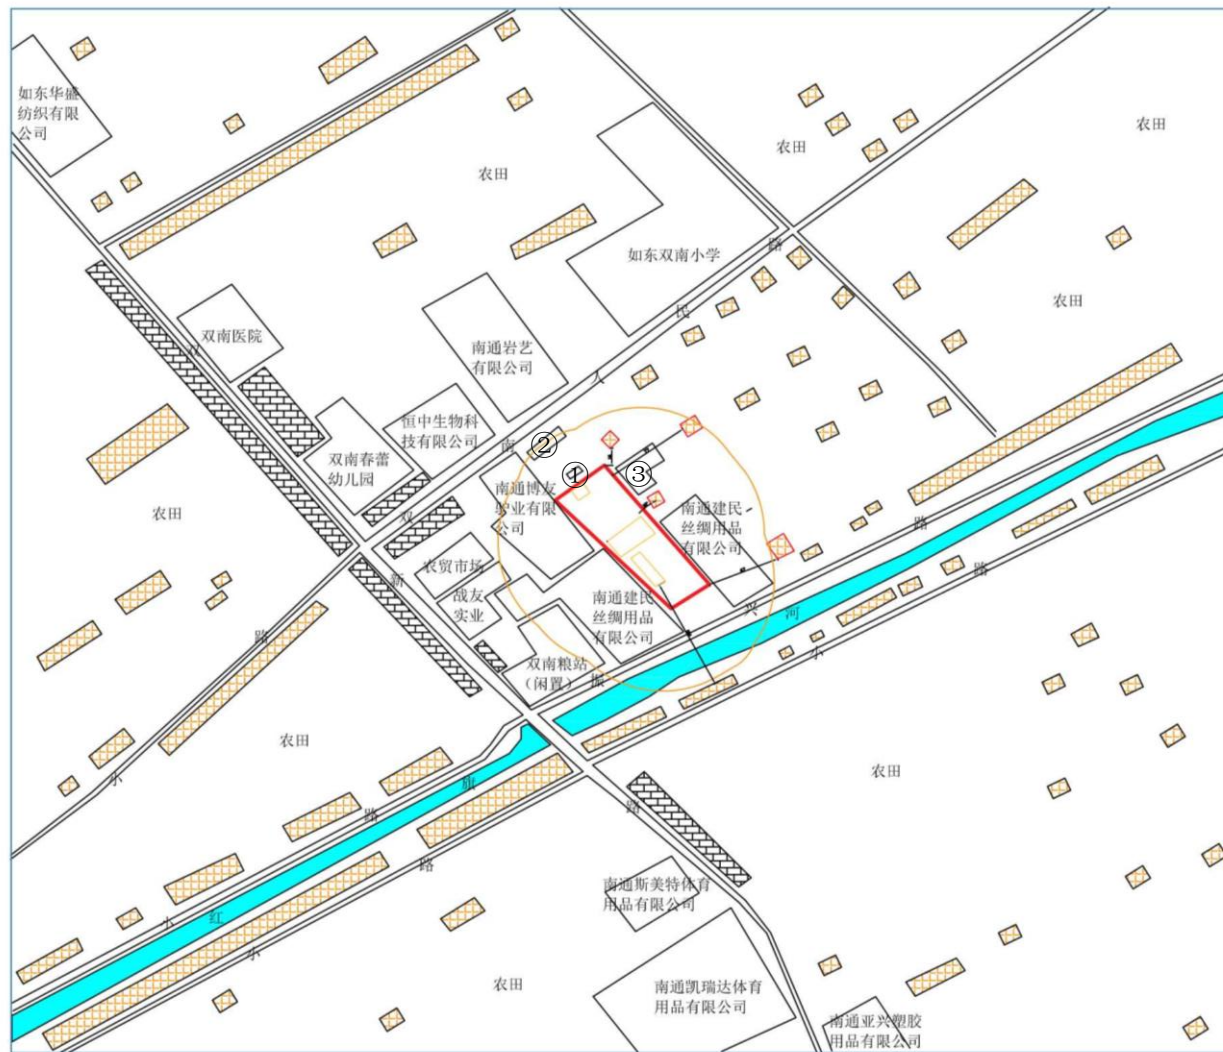 如东华盛
纺织有限
公司
农田
农田
农田
如东双南小学
路
农田
双南医院
双
民
南通岩艺
有限公司
人
恒中生物科
技有限公司
南
②
双南春蕾
幼儿园
①
③
南通博友
业有限
公司
双
农田
南通建民
丝绸用品
有限公司
路
农贸市场
新
路
战友
实业
南通建民
丝绸用品
有限公司
兴
河
路
小
双南粮站
（闲置）
振
农田
农田
小
旗
路
路
路
南通斯美特体育
用品有限公司
小
红
小
农田
南通凯瑞达体育
用品有限公司
南通亚兴塑胶
用品有限公司